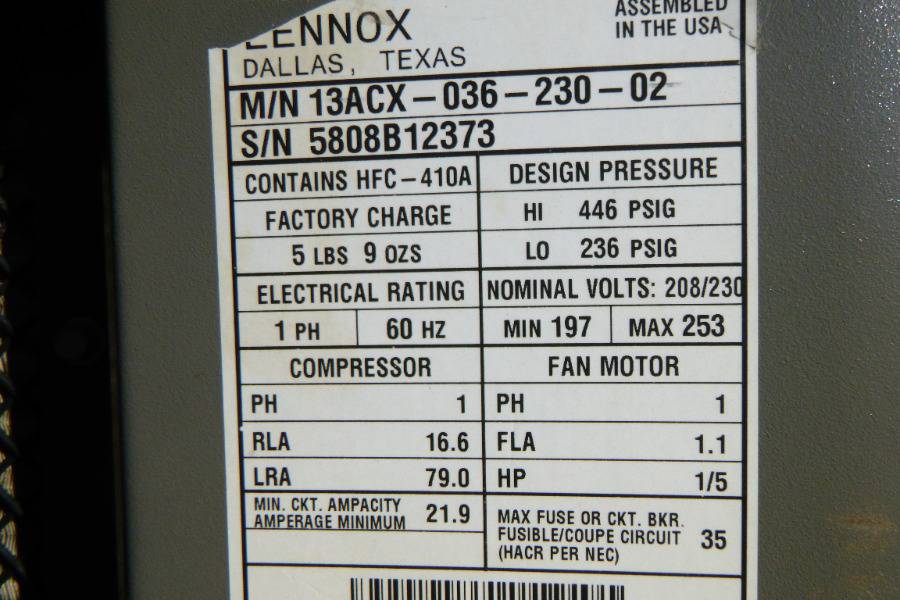 LENNOX
ASSEMBLED
IN THE USA
DALLAS, TEXAS
M/N 13ACX-036-230-02
S/N 5808B12373
CONTAINS HFC-410A
DESIGN PRESSURE
FACTORY CHARGE
HI 446 PSIG
5 LBS 9 OZS
LO 236 PSIG
ELECTRICAL RATING
NOMINAL VOLTS: 208/230
1 PH 60 HZ
MIN 197 MAX 253
COMPRESSOR
FAN MOTOR
PH 1
PH 1
RLA 16.6
FLA 1.1
LRA 79.0
HP 1/5
MIN. CKT. AMPACITY
AMPERAGE MINIMUM 21.9
MAX FUSE OR CKT. BKR.
FUSIBLE/COUPE CIRCUIT 35
(HACR PER NEC)